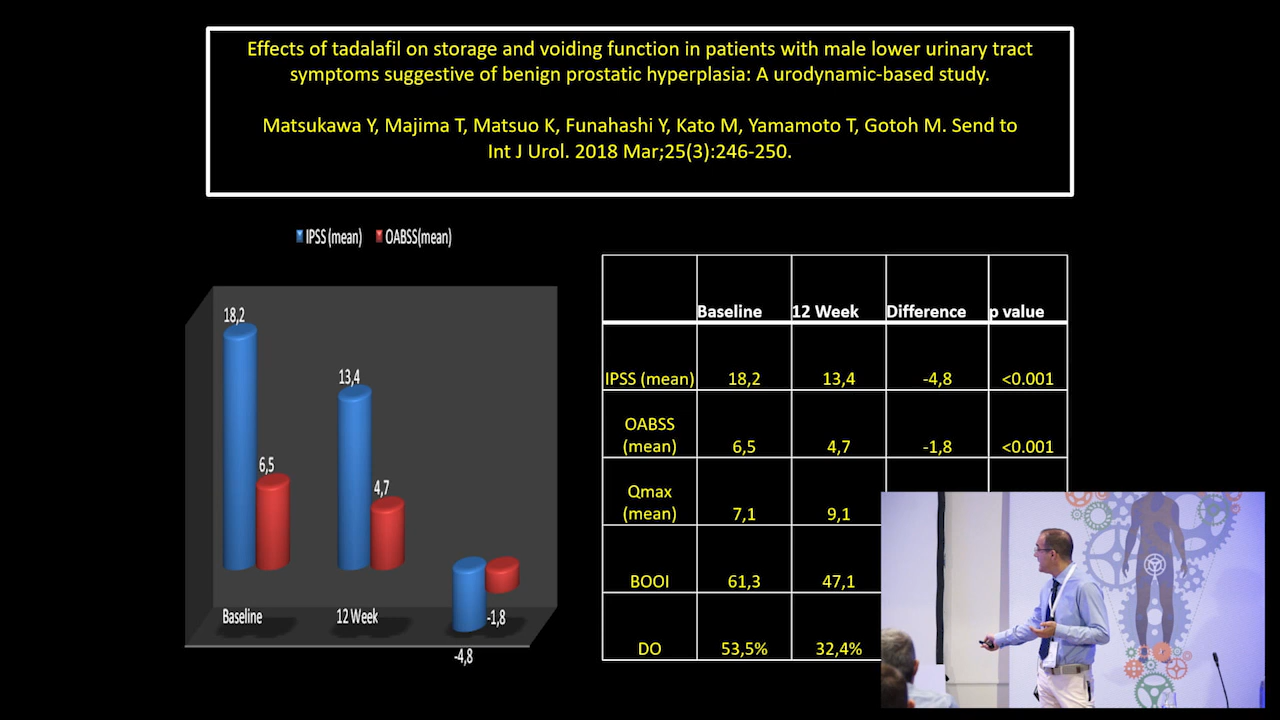 Effects of tadalafil on storage and voiding function in patients with male lower urinary tract
symptoms suggestive of benign prostatic hyperplasia: A urodynamic-based study.
Matsukawa Y, Majima T, Matsuo K, Funahashi Y, Kato M, Yamamoto T, Gotoh M. Send to
Int J Urol. 2018 Mar;25(3):246-250.
IPSS (mean) OABSS(mean)
18,2
13,4
6,5
4,7
Baseline 12 Week
-1,8
-4,8
Baseline 12 Week Difference p value
IPSS (mean) 18,2 13,4 -4,8 <0.001
OABSS
(mean) 6,5 4,7 -1,8 <0.001
Qmax
(mean) 7,1 9,1
BOOI 61,3 47,1
DO 53,5% 32,4%